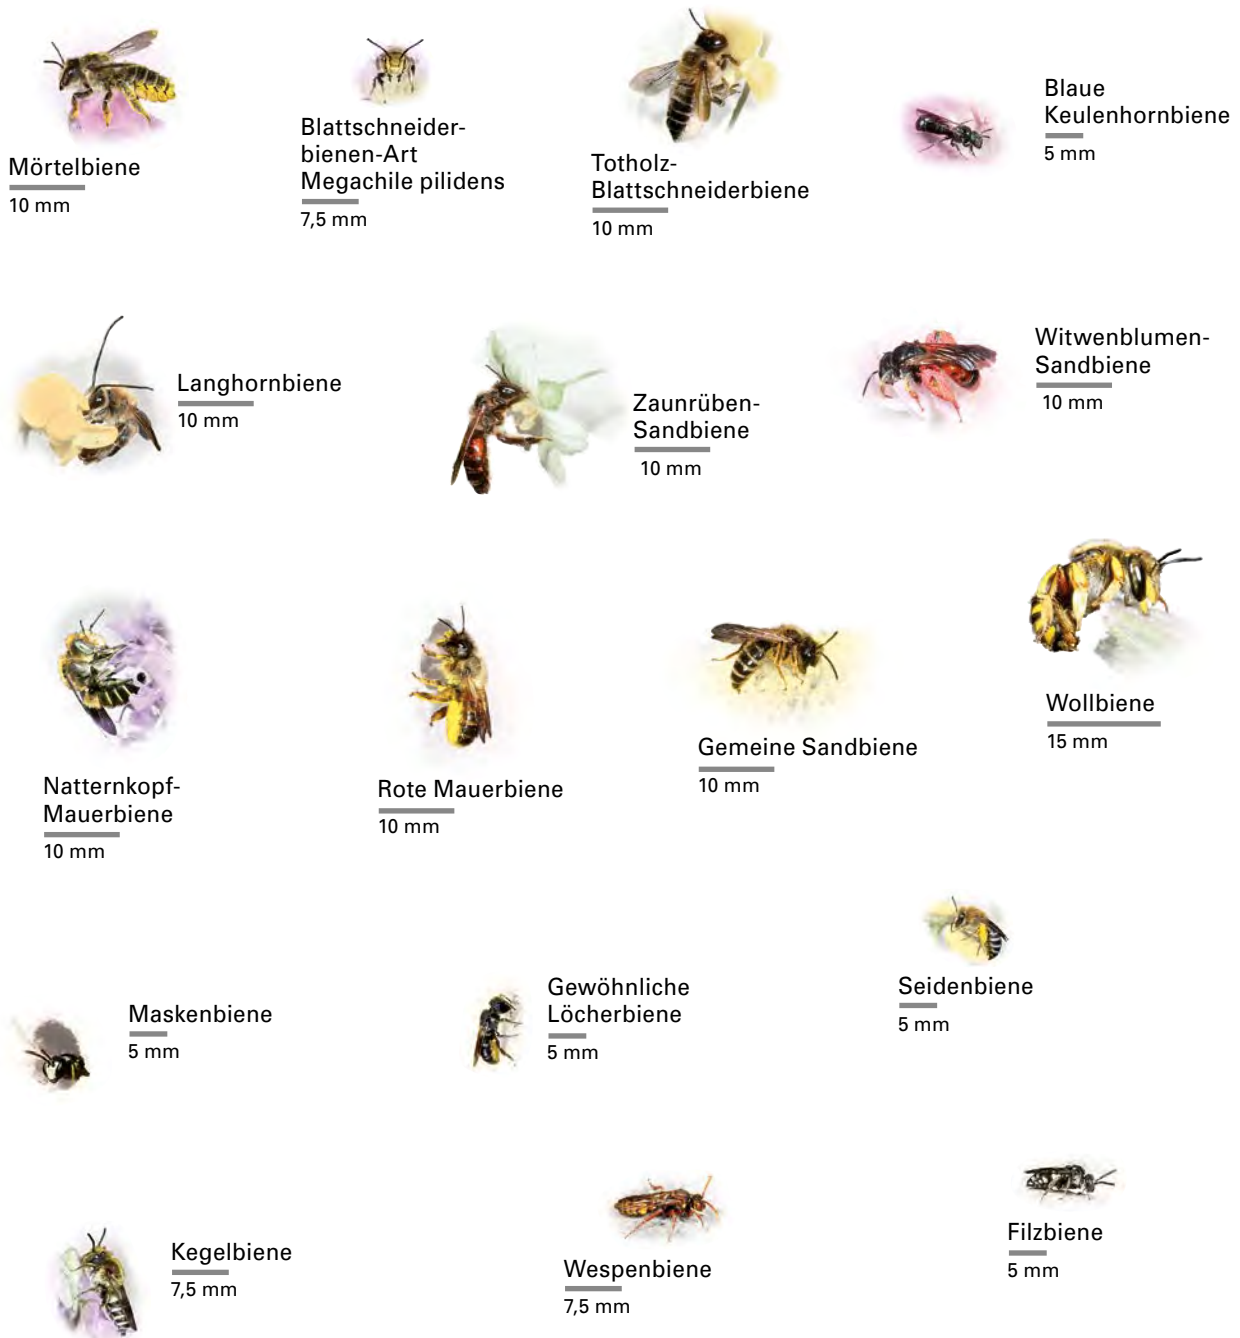 Mörtelbiene
10 mm
Blattschneider-
bienen-Art
Megachile pilidens
7,5 mm
Totholz-
Blattschneiderbiene
10 mm
Blaue
Keulenhornbiene
5 mm
Langhornbiene
10 mm
Zaunrüben-
Sandbiene
10 mm
Witwenblumen-
Sandbiene
10 mm
Natternkopf-
Mauerbiene
10 mm
Rote Mauerbiene
10 mm
Gemeine Sandbiene
10 mm
Wollbiene
15 mm
Maskenbiene
5 mm
Gewöhnliche
Löcherbiene
5 mm
Seidenbiene
5 mm
Kegelbiene
7,5 mm
Wespenbiene
7,5 mm
Filzbiene
5 mm